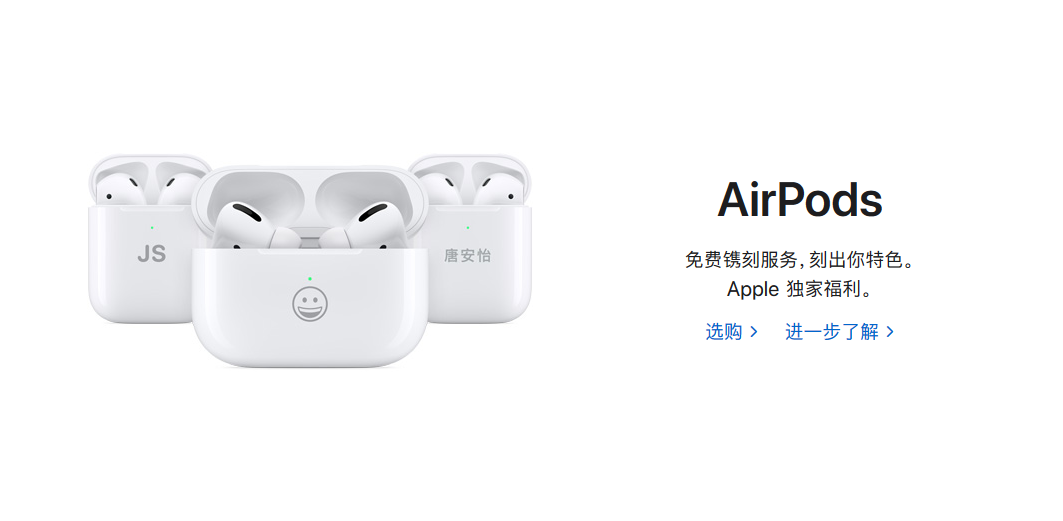 JS
唐安怡
AirPods
免费镌刻服务，刻出你特色。
Apple 独家福利。
选购 >
进一步了解 >